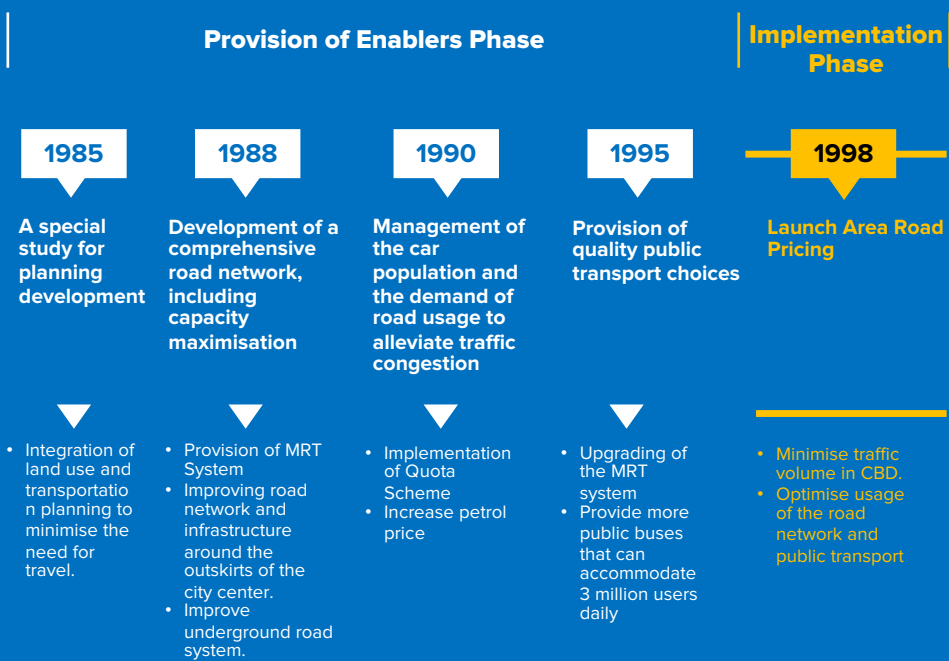 Provision of Enablers Phase
Implementation
Phase
1985
A special
study for
planning
development
• Integration of
land use and
transportatio
n planning to
minimise the
need for
travel.
1988
Development of a
comprehensive
road network,
including
capacity
maximisation
• Provision of MRT
System
• Improving road
network and
infrastructure
around the
outskirts of the
city center.
• Improve
underground road
system.
1990
Management of
the car
population and
the demand of
road usage to
alleviate traffic
congestion
• Implementation
of Quota
Scheme
• Increase petrol
price
1995
Provision of
quality public
transport choices
• Upgrading of
the MRT
system
• Provide more
public buses
that can
accommodate
3 million users
daily
1998
Launch Area Road
Pricing
• Minimise traffic
volume in CBD.
• Optimise usage
of the road
network and
public transport